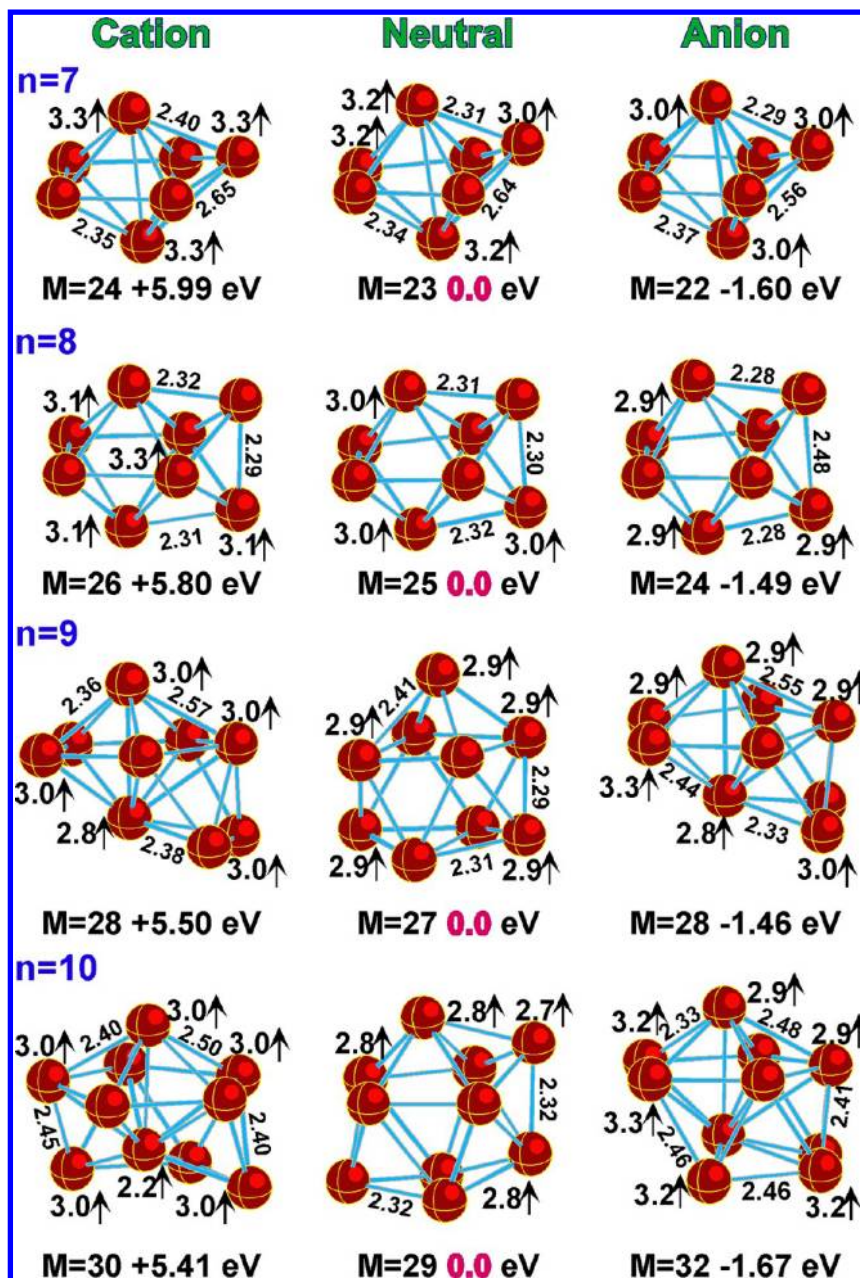 Cation Neutral Anion
n=7
3.3↑ 2.40 3.3↑ 3.2↑ 2.31 3.0↑ 3.0↑ 2.29 3.0↑
3.2↑
2.35 2.65 2.34 2.64 2.37 2.56
3.3↑ 3.2↑ 3.0↑
M=24 +5.99 eV M=23 0.0 eV M=22 -1.60 eV
n=8
3.1↑ 2.32 3.0↑ 2.31 2.9↑ 2.28
3.3↑ 2.29 2.30 2.48
3.1↑ 2.31 3.1↑ 3.0↑ 2.32 3.0↑ 2.9↑ 2.28 2.9↑
M=26 +5.80 eV M=25 0.0 eV M=24 -1.49 eV
n=9
2.36 3.0↑ 2.57 3.0↑ 2.9↑ 2.41 2.9↑ 2.9↑ 2.9↑ 2.9↑ 2.55 2.9↑
3.0↑ 2.29 3.3↑ 2.44
2.8↑ 2.38 3.0↑ 2.9↑ 2.31 2.9↑ 2.8↑ 2.33 3.0↑
M=28 +5.50 eV M=27 0.0 eV M=28 -1.46 eV
n=10
3.0↑ 2.40 3.0↑ 2.50 3.0↑ 2.8↑ 2.8↑ 2.7↑ 3.2↑ 2.33 2.9↑ 2.48 2.9↑
2.45 2.40 2.32 3.3↑ 2.46 2.41
3.0↑ 2.2↑ 3.0↑ 2.32 2.8↑ 3.2↑ 2.46 3.2↑
M=30 +5.41 eV M=29 0.0 eV M=32 -1.67 eV